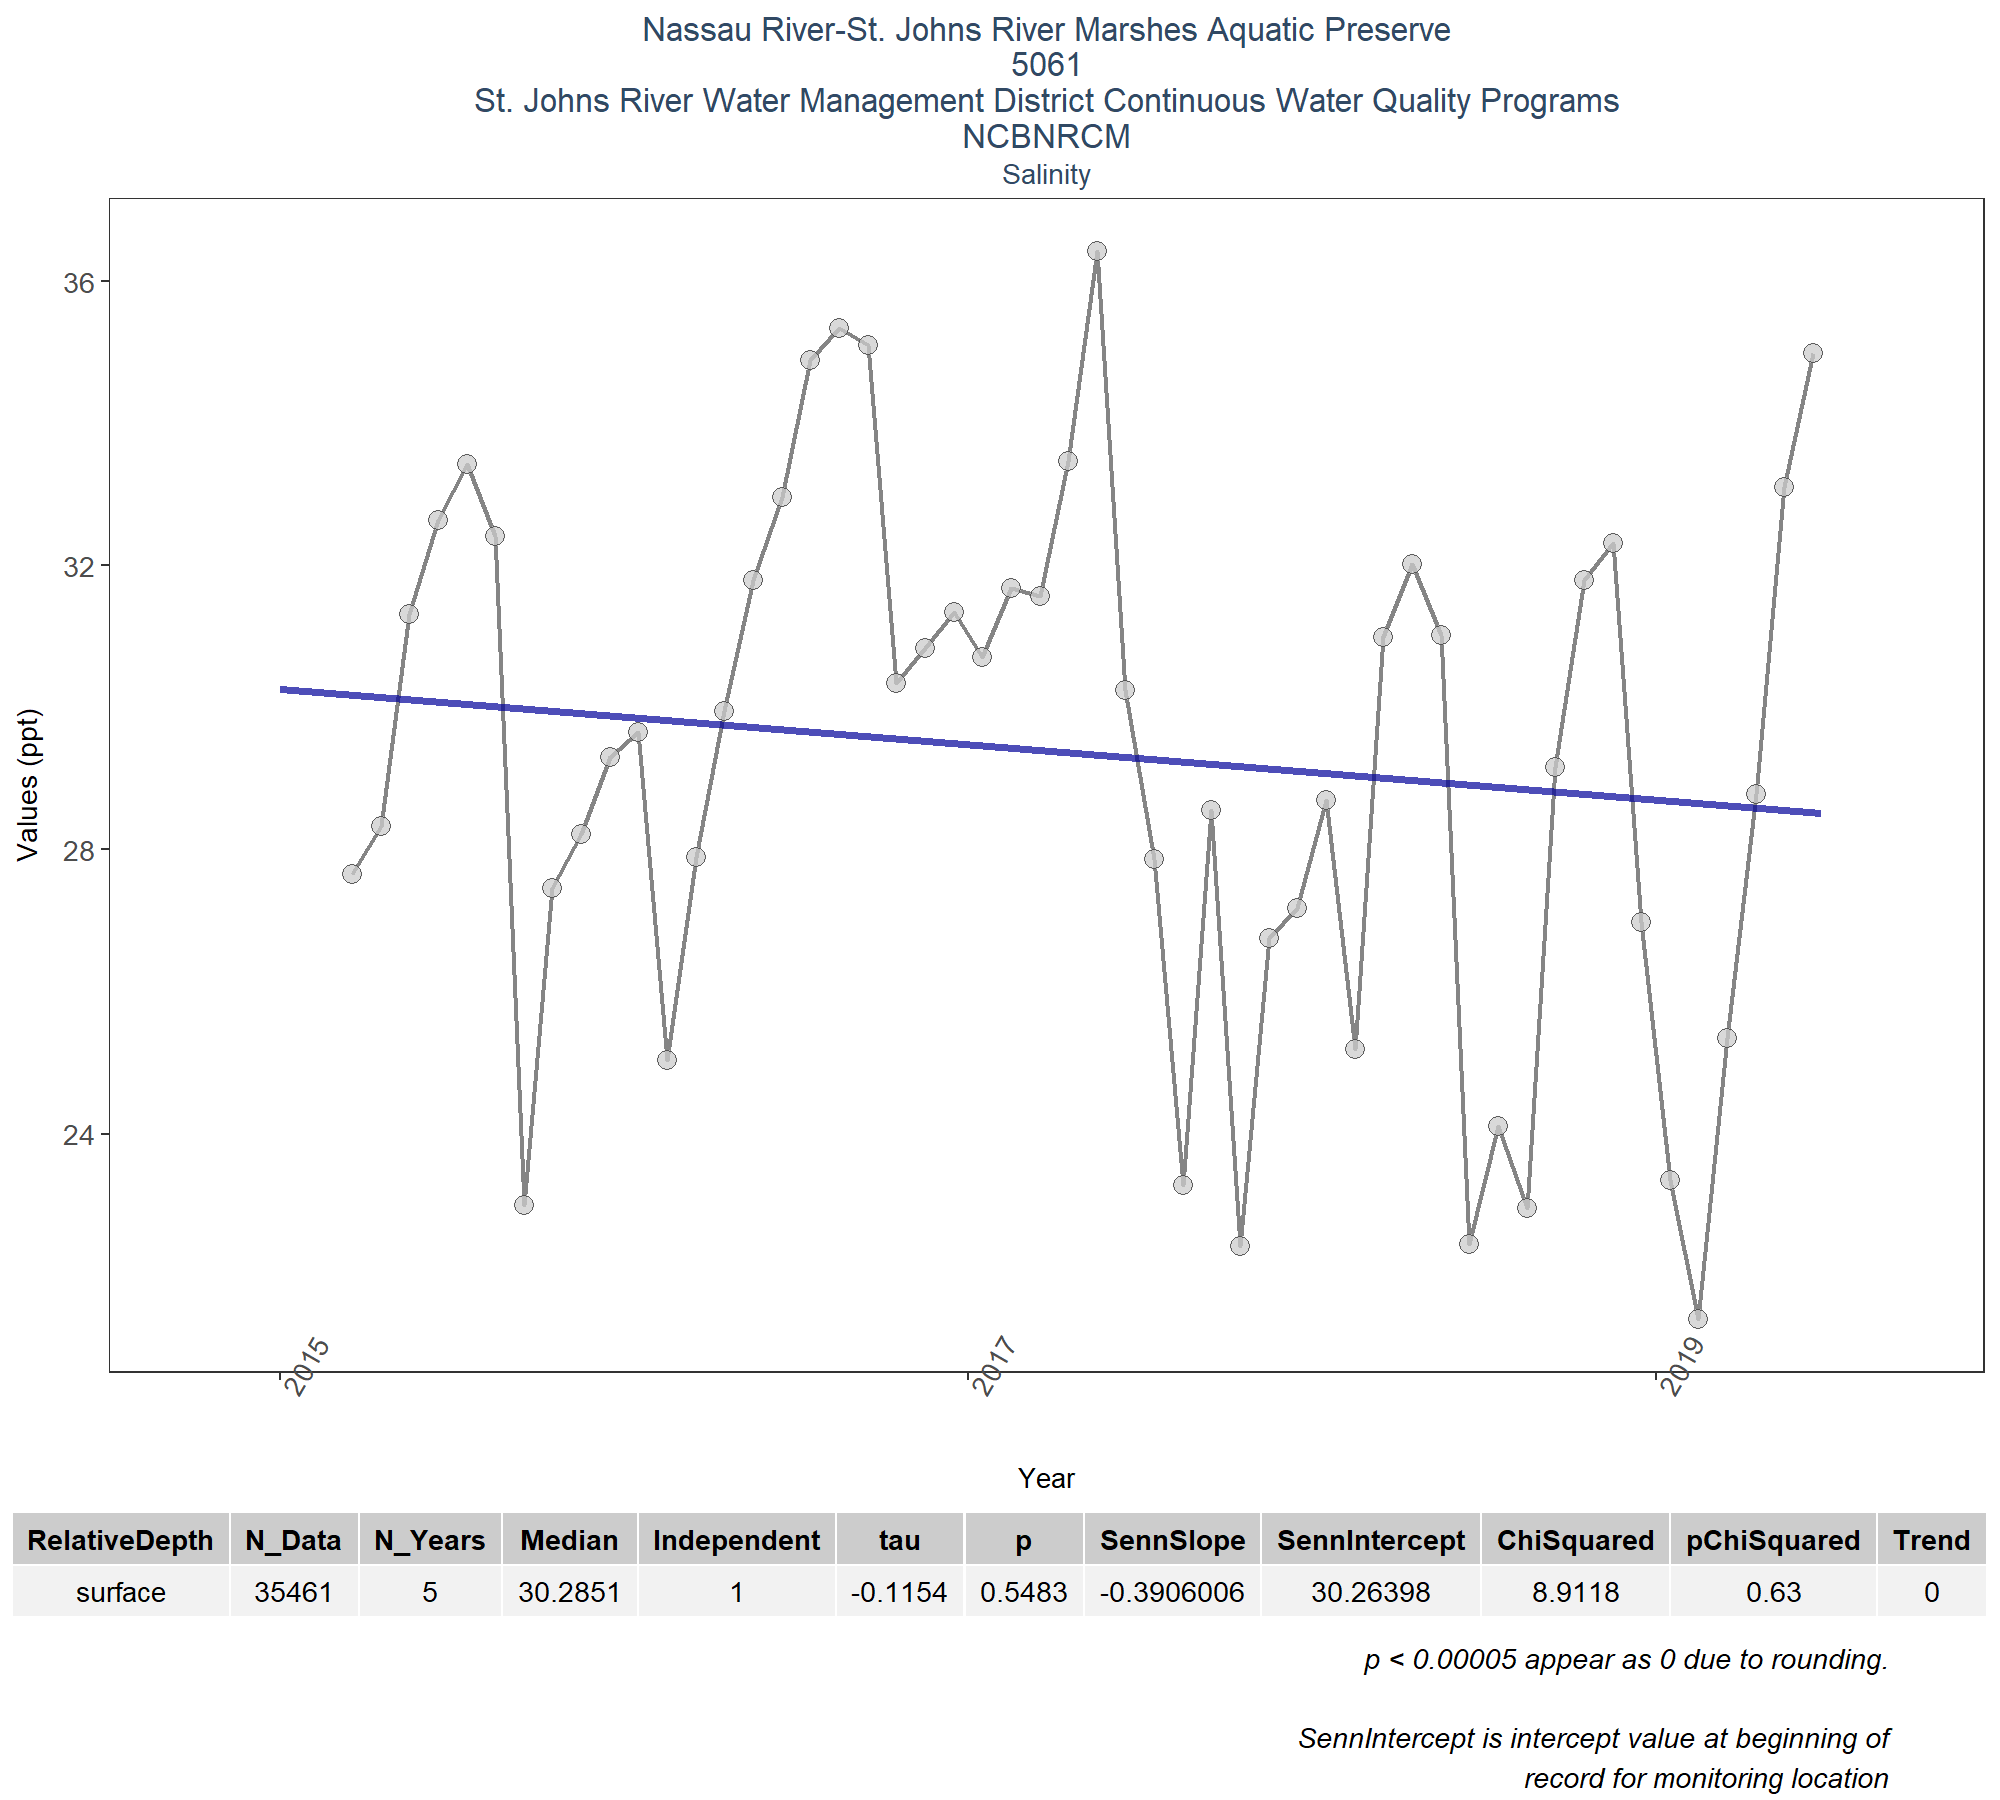 Nassau River-St. Johns River Marshes Aquatic Preserve
5061
St. Johns River Water Management District Continuous Water Quality Programs
NCBNRCM
Salinity
36
32
28
24
Values (ppt)
2015 2017 2019
Year
RelativeDepth N_Data N_Years Median Independent tau p SennSlope SennIntercept ChiSquared pChiSquared Trend
surface 35461 5 30.2851 1 -0.1154 0.5483 -0.3906006 30.26398 8.9118 0.63 0
p < 0.00005 appear as 0 due to rounding.
SennIntercept is intercept value at beginning of
record for monitoring location